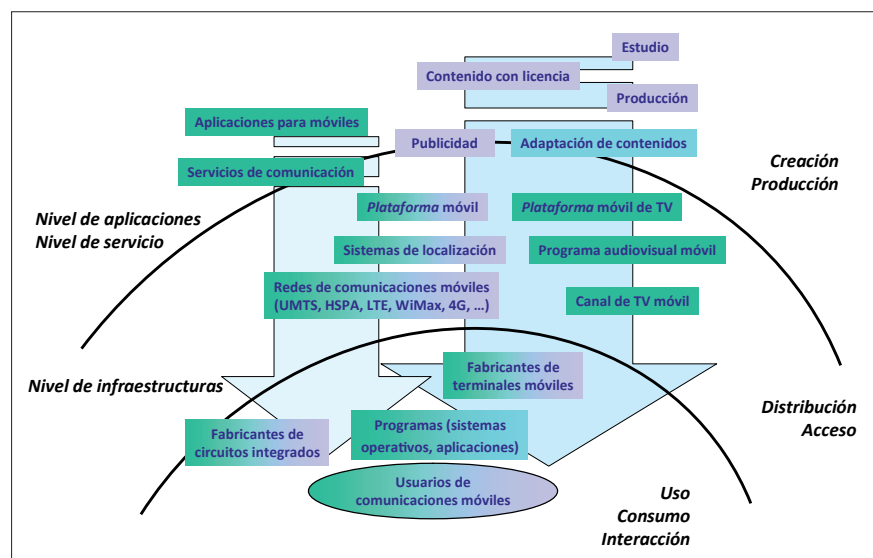 Estudio
Contenido con licencia
Producción
Aplicaciones para móviles
Publicidad
Adaptación de contenidos
Servicios de comunicación
Creación
Producción
Nivel de aplicaciones
Nivel de servicio
Plataforma móvil
Plataforma móvil de TV
Sistemas de localización
Programa audiovisual móvil
Redes de comunicaciones móviles
(UMTS, HSPA, LTE, WiMax, 4G, ...)
Canal de TV móvil
Nivel de infraestructuras
Fabricantes de
terminales móviles
Distribución
Acceso
Fabricantes de
circuitos integrados
Programas (sistemas
operativos, aplicaciones)
Usuarios de
comunicaciones móviles
Uso
Consumo
Interacción